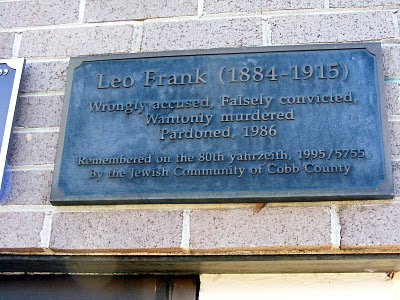 Leo Frank (1884-1915)
Wrongly accused, Falsely convicted,
Wantonly murdered
Pardoned, 1986
Remembered on the 80th yahrzeith, 1995/5755
by the Jewish Community of Cobb County
"